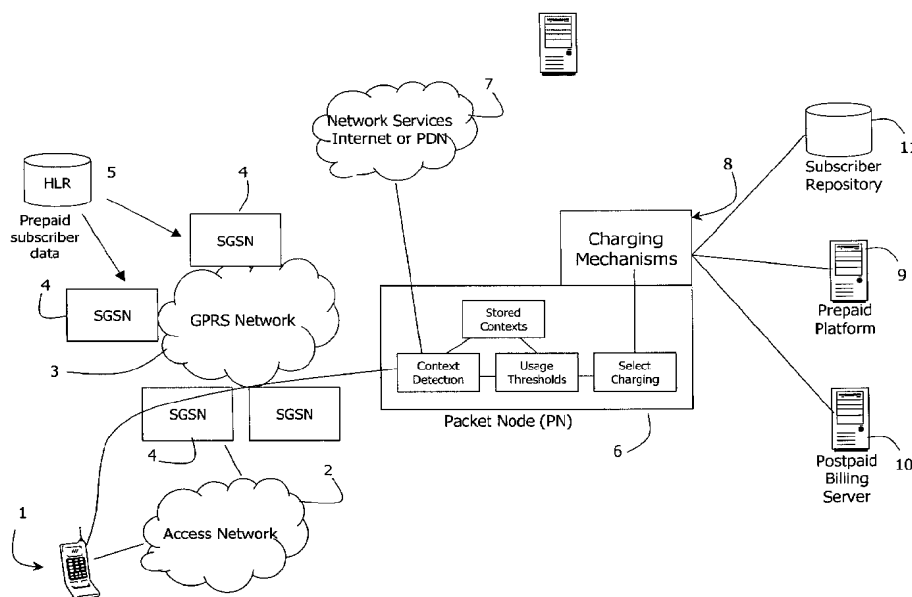 7
Network Services
Internet or PDN
HLR
5
Prepaid
subscriber
data
4
SGSN
8
Charging
Mechanisms
11
Subscriber
Repository
4
SGSN
GPRS Network
3
Stored
Contexts
Context
Detection
Usage
Thresholds
Select
Charging
9
Prepaid
Platform
SGSN
SGSN
4
Packet Node (PN)
6
2
Access Network
1
10
Postpaid
Billing
Server